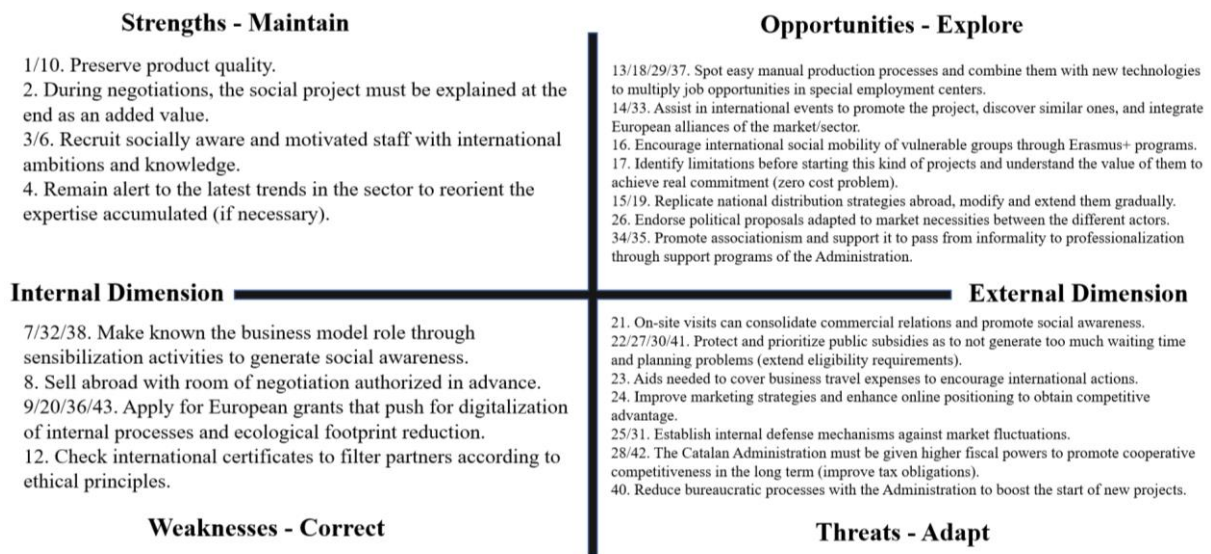 Strengths - Maintain
1/10. Preserve product quality.
2. During negotiations, the social project must be explained at the
end as an added value.
3/6. Recruit socially aware and motivated staff with international
ambitions and knowledge.
4. Remain alert to the latest trends in the sector to reorient the
expertise accumulated (if necessary).
Opportunities - Explore
13/18/29/37. Spot easy manual production processes and combine them with new technologies
to multiply job opportunities in special employment centers.
14/33. Assist in international events to promote the project, discover similar ones, and integrate
European alliances of the market/sector.
16. Encourage international social mobility of vulnerable groups through Erasmus+ programs.
17. Identify limitations before starting this kind of projects and understand the value of them to
achieve real commitment (zero cost problem).
15/19. Replicate national distribution strategies abroad, modify and extend them gradually.
26. Endorse political proposals adapted to market necessities between the different actors.
34/35. Promote associationism and support it to pass from informality to professionalization
through support programs of the Administration.
Internal Dimension
External Dimension
7/32/38. Make known the business model role through
sensibilization activities to generate social awareness.
8. Sell abroad with room of negotiation authorized in advance.
9/20/36/43. Apply for European grants that push for digitalization
of internal processes and ecological footprint reduction.
12. Check international certificates to filter partners according to
ethical principles.
Weaknesses - Correct
21. On-site visits can consolidate commercial relations and promote social awareness.
22/27/30/41. Protect and prioritize public subsidies as to not generate too much waiting time
and planning problems (extend eligibility requirements).
23. Aids needed to cover business travel expenses to encourage international actions.
24. Improve marketing strategies and enhance online positioning to obtain competitive
advantage.
25/31. Establish internal defense mechanisms against market fluctuations.
28/42. The Catalan Administration must be given higher fiscal powers to promote cooperative
competitiveness in the long term (improve tax obligations).
40. Reduce bureaucratic processes with the Administration to boost the start of new projects.
Threats - Adapt